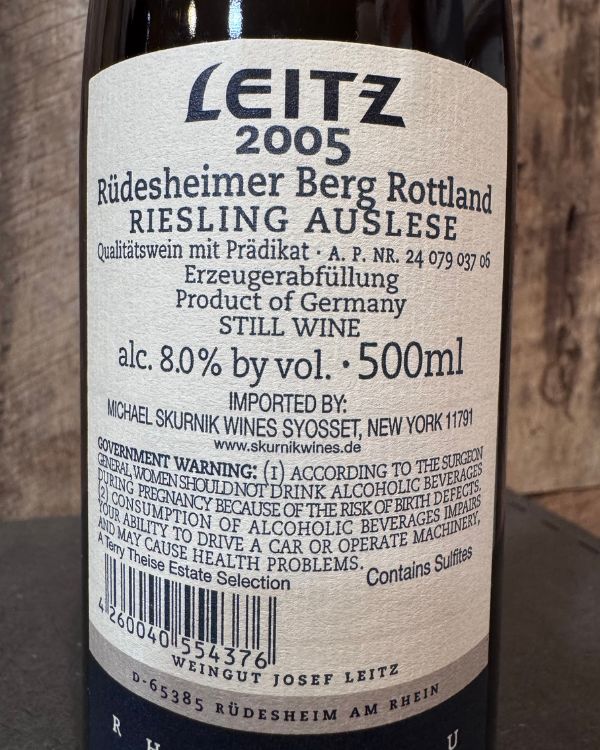 LEITZ
2005
Rüdesheimer Berg Rottland
RIESLING AUSLESE
Qualitätswein mit Prädikat · A. P. NR. 24 079 037 06
Erzeugerabfüllung
Product of Germany
STILL WINE
alc. 8.0% by vol. · 500ml
IMPORTED BY:
MICHAEL SKURNIK WINES SYOSSET, NEW YORK 11791
www.skurnikwines.de
GOVERNMENT WARNING: (1) ACCORDING TO THE SURGEON
GENERAL, WOMEN SHOULD NOT DRINK ALCOHOLIC BEVERAGES
DURING PREGNANCY BECAUSE OF THE RISK OF BIRTH DEFECTS.
(2) CONSUMPTION OF ALCOHOLIC BEVERAGES IMPAIRS
YOUR ABILITY TO DRIVE A CAR OR OPERATE MACHINERY,
AND MAY CAUSE HEALTH PROBLEMS.
A Terry Theise Estate Selection Contains Sulfites
4 260040 554376
WEINGUT JOSEF LEITZ
D-65385 RÜDESHEIM AM RHEIN
R H U